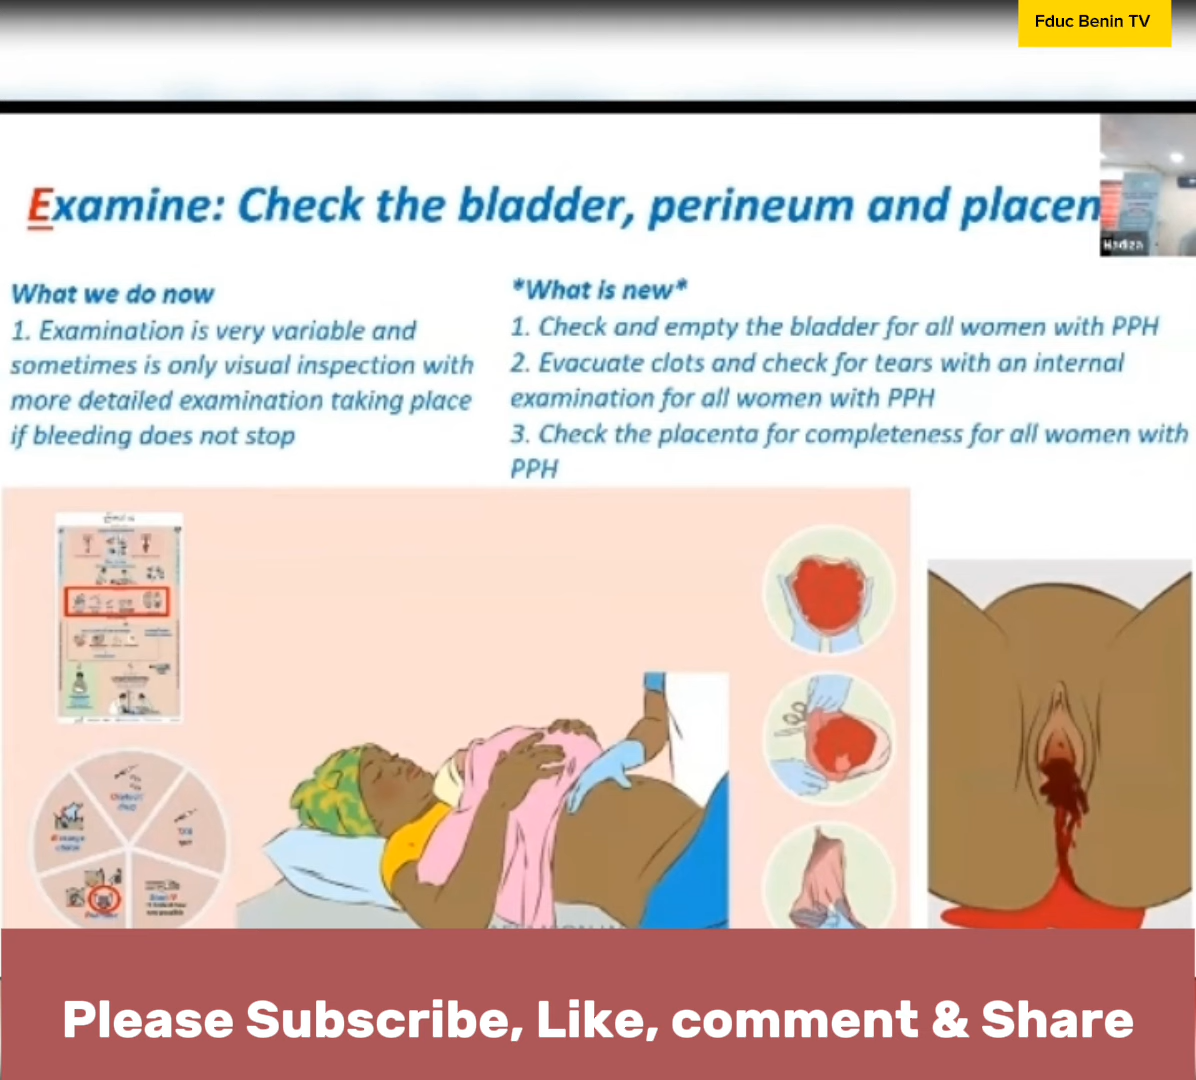 Fduc Benin TV
Examine: Check the bladder, perineum and placen
Hadiza
What we do now
1. Examination is very variable and
sometimes is only visual inspection with
more detailed examination taking place
if bleeding does not stop
*What is new*
1. Check and empty the bladder for all women with PPH
2. Evacuate clots and check for tears with an internal
examination for all women with PPH
3. Check the placenta for completeness for all women with
PPH
Please Subscribe, Like, comment & Share